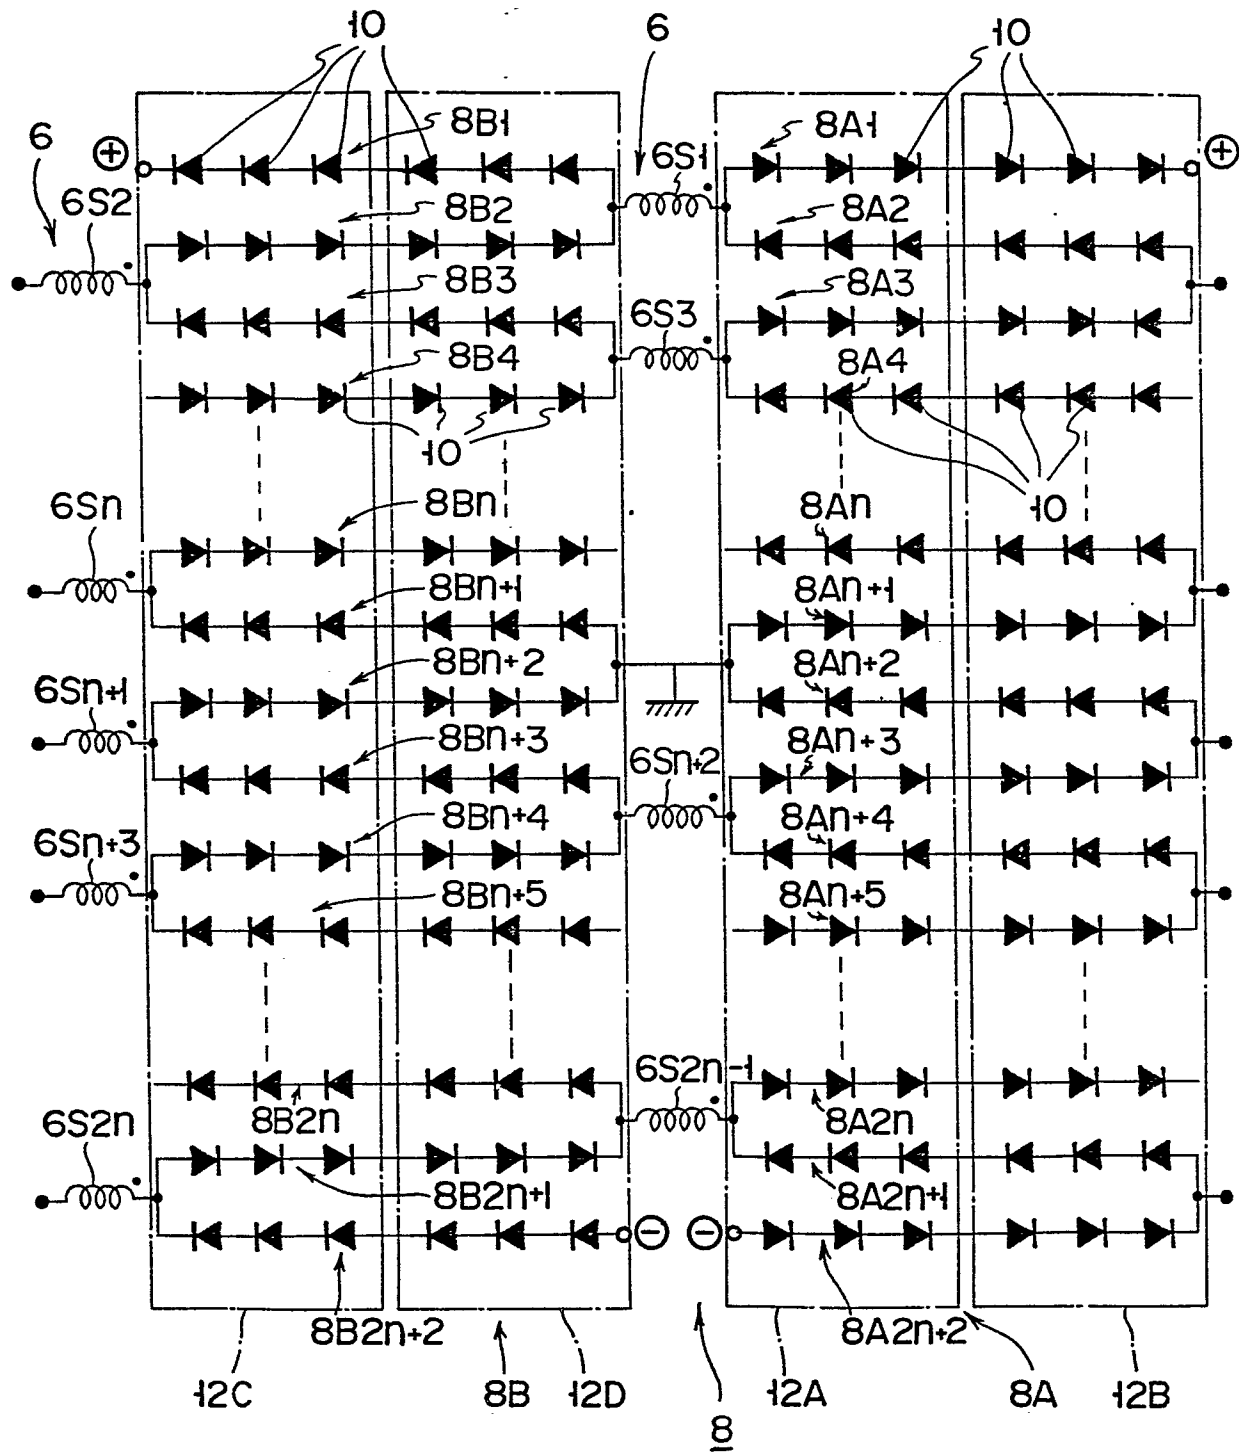 10
6
10
⊕
8B1
6S1
8A1
⊕
6
6S2
8B2
8A2
8B3
6S3
8A3
8B4
8A4
10
10
6Sn
8Bn
8An
8Bn+1
8An+1
8Bn+2
8An+2
6Sn+1
8Bn+3
6Sn+2
8An+3
6Sn+3
8Bn+4
8An+4
8Bn+5
8An+5
6S2n-1
6S2n
8B2n
8A2n
8B2n+1
8A2n+1
⊖ ⊖
8B2n+2
8A2n+2
12C
8B
12D
12A
8A
12B
8